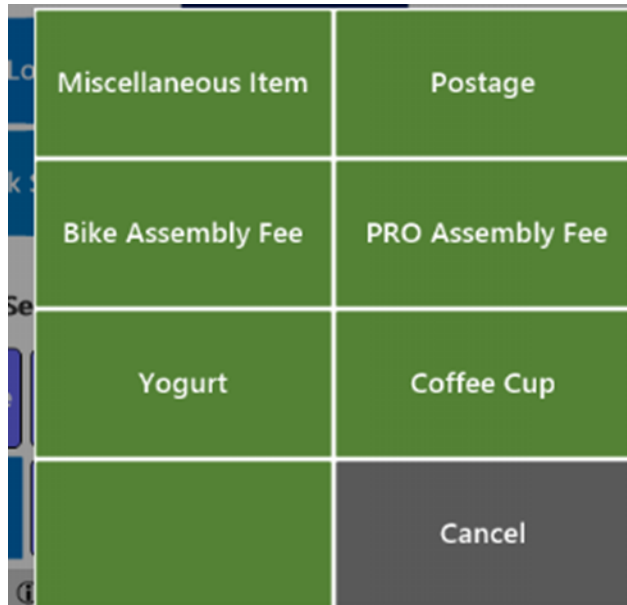 Miscellaneous Item
Postage
Bike Assembly Fee
PRO Assembly Fee
Yogurt
Coffee Cup
Cancel